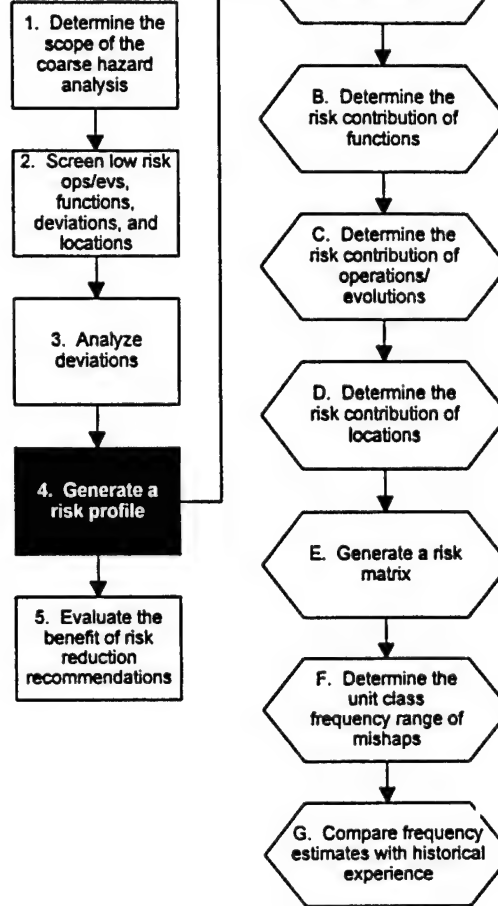 1. Determine the
scope of the
coarse hazard
analysis
2. Screen low risk
ops/evs,
functions,
deviations, and
locations
3. Analyze
deviations
4. Generate a
risk profile
5. Evaluate the
benefit of risk
reduction
recommendations
B. Determine the
risk contribution of
functions
C. Determine the
risk contribution of
operations/
evolutions
D. Determine the
risk contribution of
locations
E. Generate a risk
matrix
F. Determine the
unit class
frequency range of
mishaps
G. Compare frequency
estimates with historical
experience